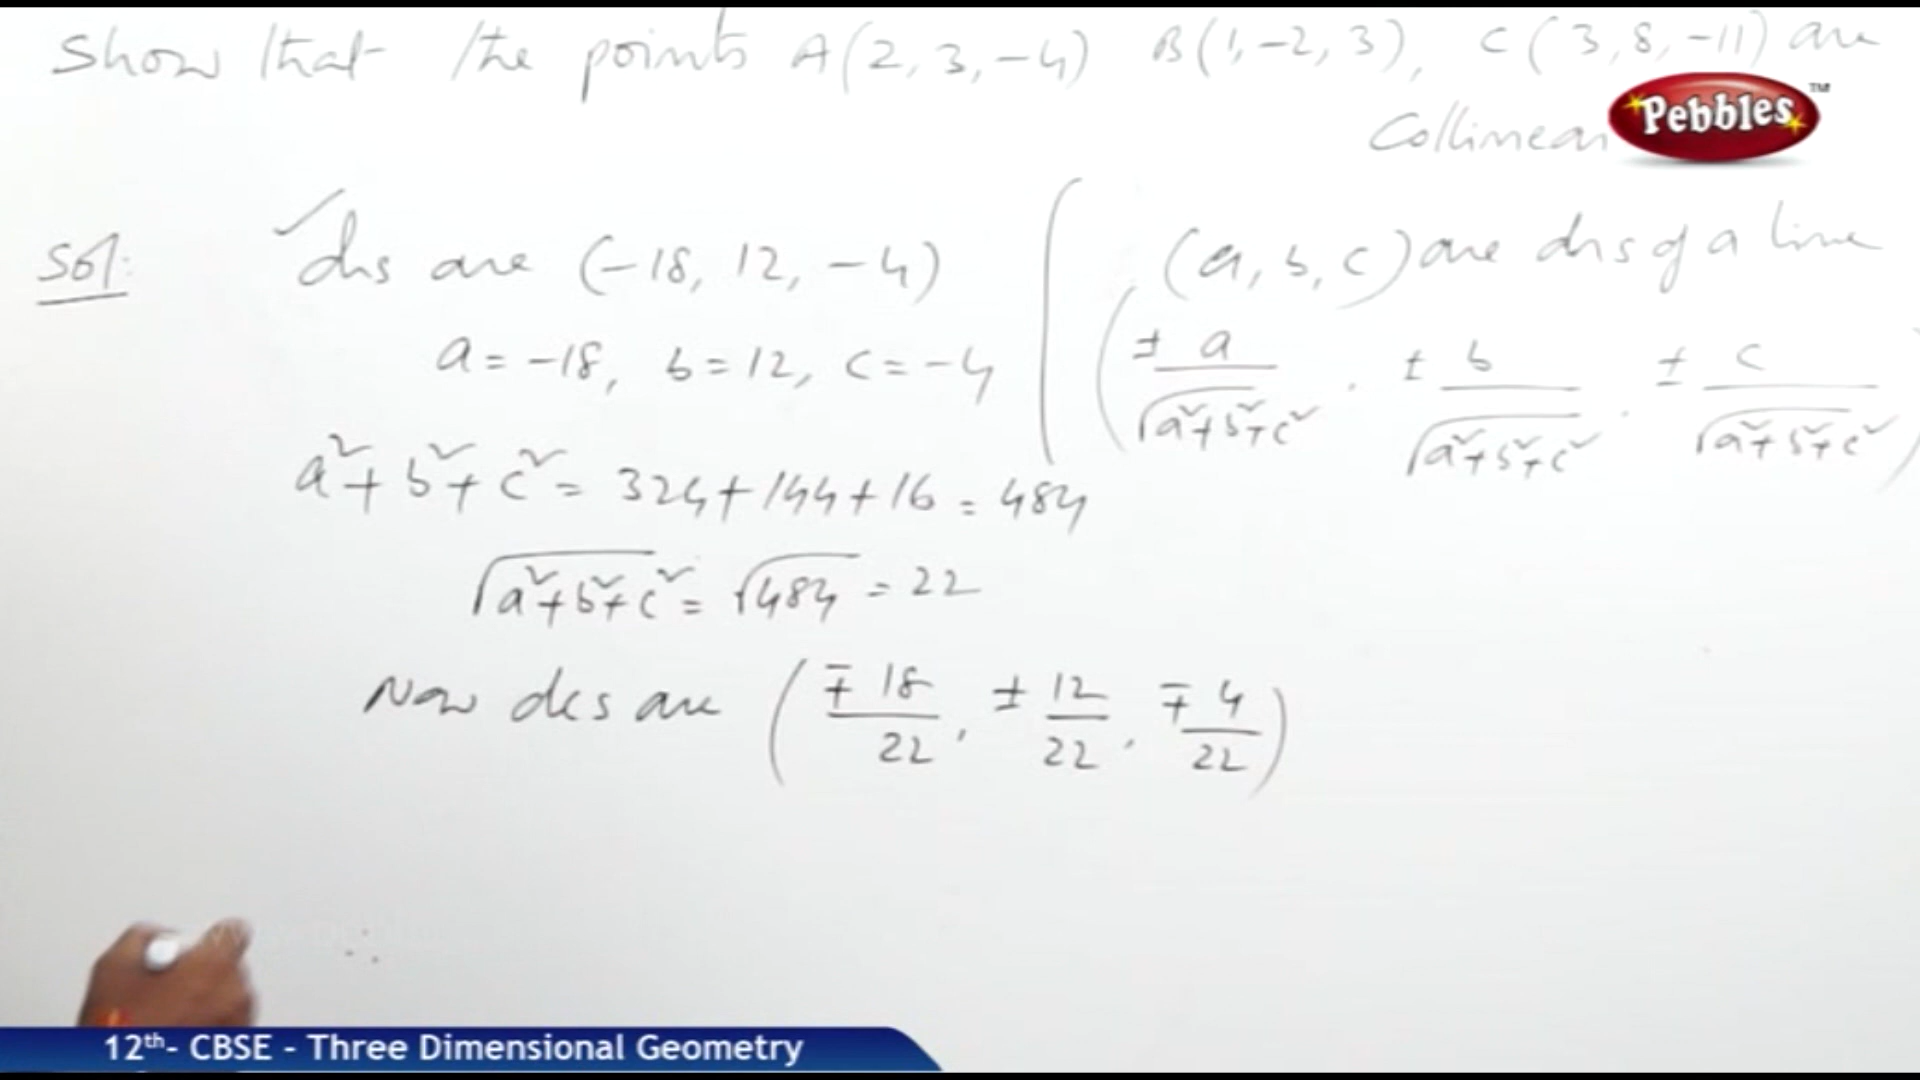 Show that the points A(2, 3, -4) B(1, -2, 3), C(3, 8, -11) are
Collinear
Pebbles™
Sol: drs are (-18, 12, -4)
(a, b, c) are drs of a line
a = -18, b = 12, c = -4
(± a/√a²+b²+c², ± b/√a²+b²+c², ± c/√a²+b²+c²)
a²+b²+c² = 324+144+16 = 484
√a²+b²+c² = √484 = 22
Now dcs are (∓ 18/22, ± 12/22, ∓ 4/22)
∴
12th- CBSE - Three Dimensional Geometry